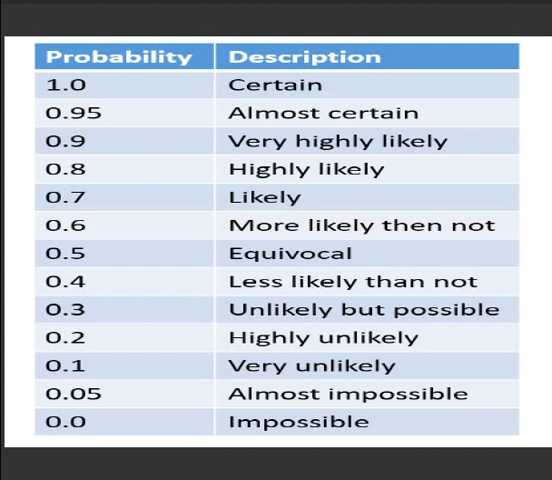 Probability Description
1.0 Certain
0.95 Almost certain
0.9 Very highly likely
0.8 Highly likely
0.7 Likely
0.6 More likely then not
0.5 Equivocal
0.4 Less likely than not
0.3 Unlikely but possible
0.2 Highly unlikely
0.1 Very unlikely
0.05 Almost impossible
0.0 Impossible